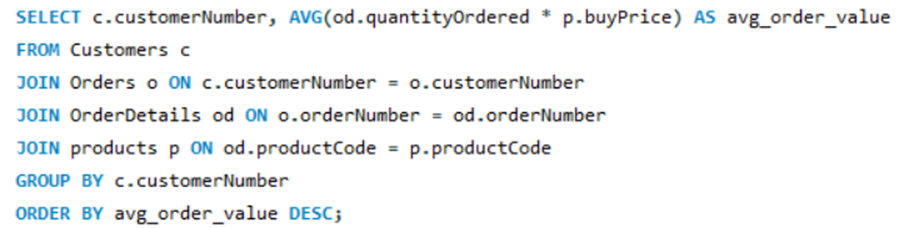 SELECT c.customerNumber, AVG(od.quantityOrdered * p.buyPrice) AS avg_order_value
FROM Customers c
JOIN Orders o ON c.customerNumber = o.customerNumber
JOIN OrderDetails od ON o.orderNumber = od.orderNumber
JOIN products p ON od.productCode = p.productCode
GROUP BY c.customerNumber
ORDER BY avg_order_value DESC;